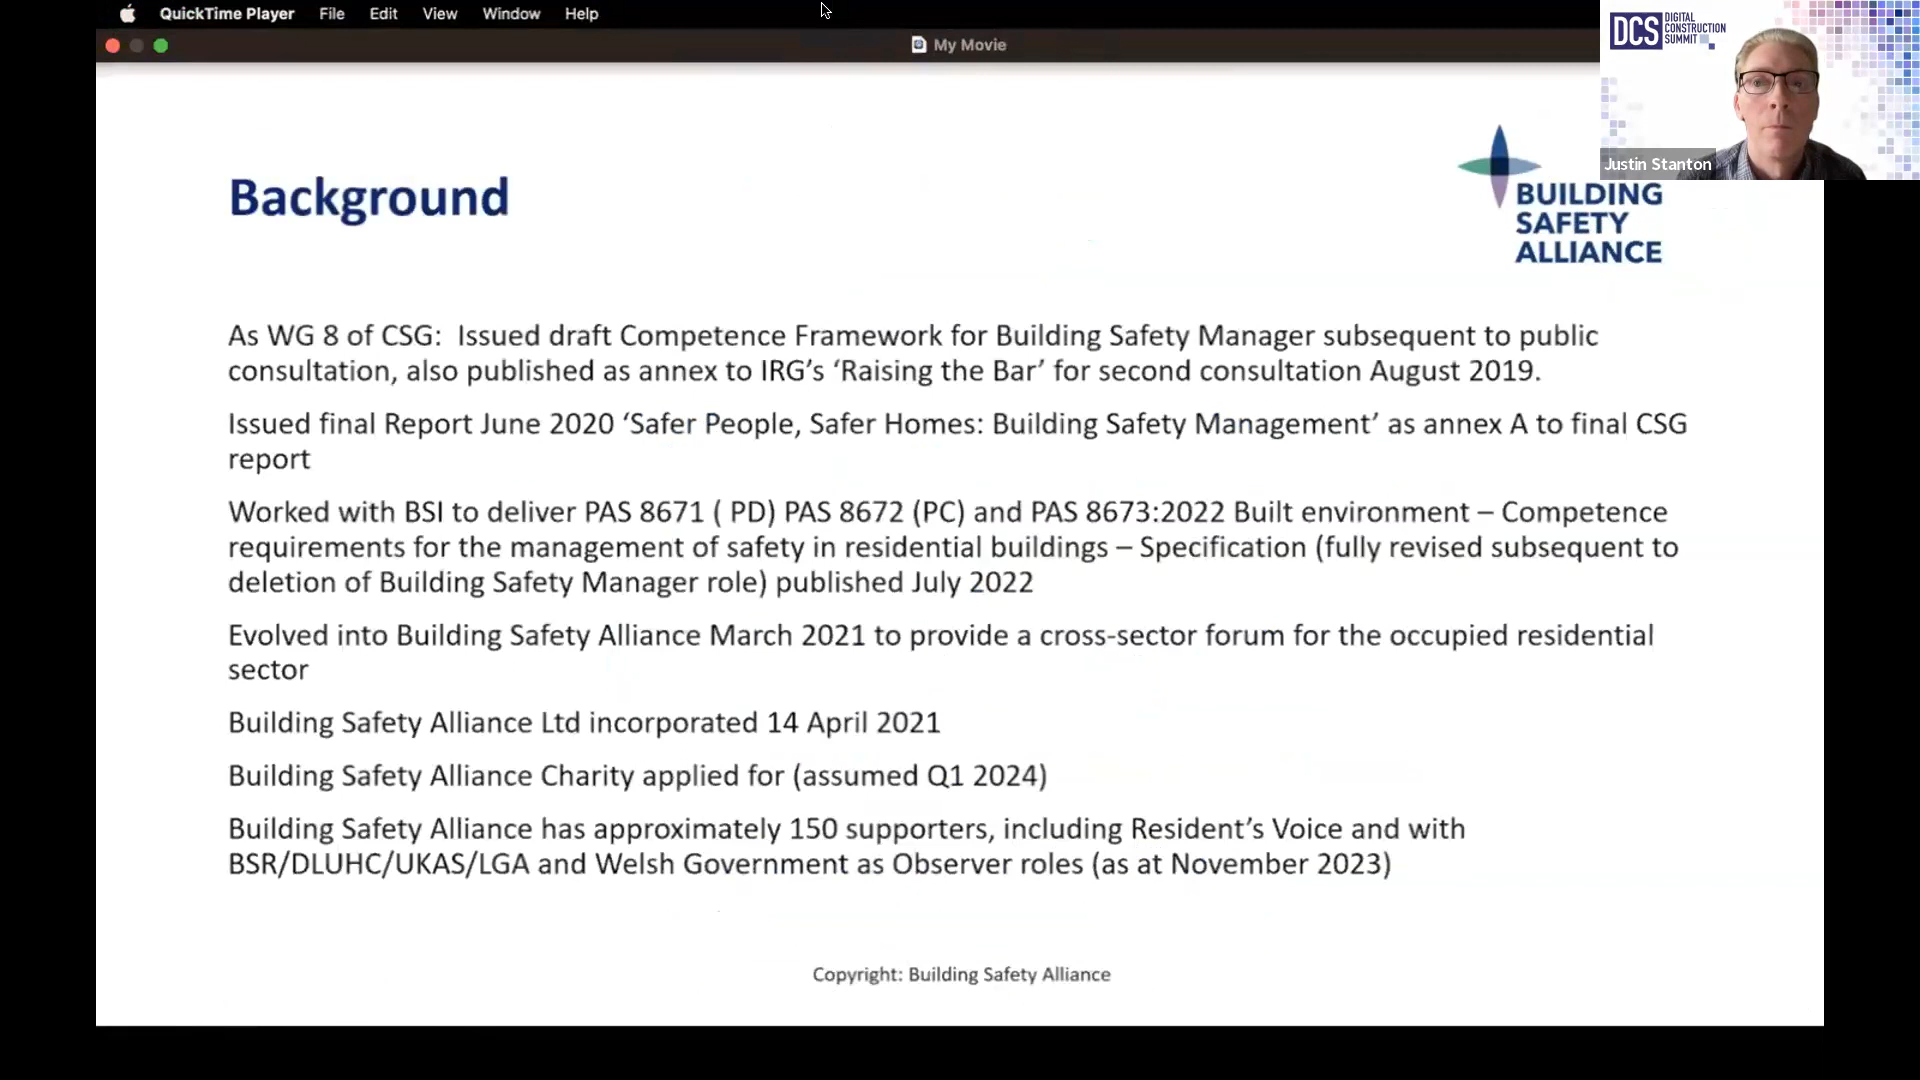 QuickTime Player File Edit View Window Help
My Movie
DCS DIGITAL CONSTRUCTION SUMMIT
Justin Stanton
BUILDING
SAFETY
ALLIANCE
Background
As WG 8 of CSG:  Issued draft Competence Framework for Building Safety Manager subsequent to public
consultation, also published as annex to IRG’s ‘Raising the Bar’ for second consultation August 2019.
Issued final Report June 2020 ‘Safer People, Safer Homes: Building Safety Management’ as annex A to final CSG
report
Worked with BSI to deliver PAS 8671 ( PD) PAS 8672 (PC) and PAS 8673:2022 Built environment – Competence
requirements for the management of safety in residential buildings – Specification (fully revised subsequent to
deletion of Building Safety Manager role) published July 2022
Evolved into Building Safety Alliance March 2021 to provide a cross-sector forum for the occupied residential
sector
Building Safety Alliance Ltd incorporated 14 April 2021
Building Safety Alliance Charity applied for (assumed Q1 2024)
Building Safety Alliance has approximately 150 supporters, including Resident’s Voice and with
BSR/DLUHC/UKAS/LGA and Welsh Government as Observer roles (as at November 2023)
Copyright: Building Safety Alliance